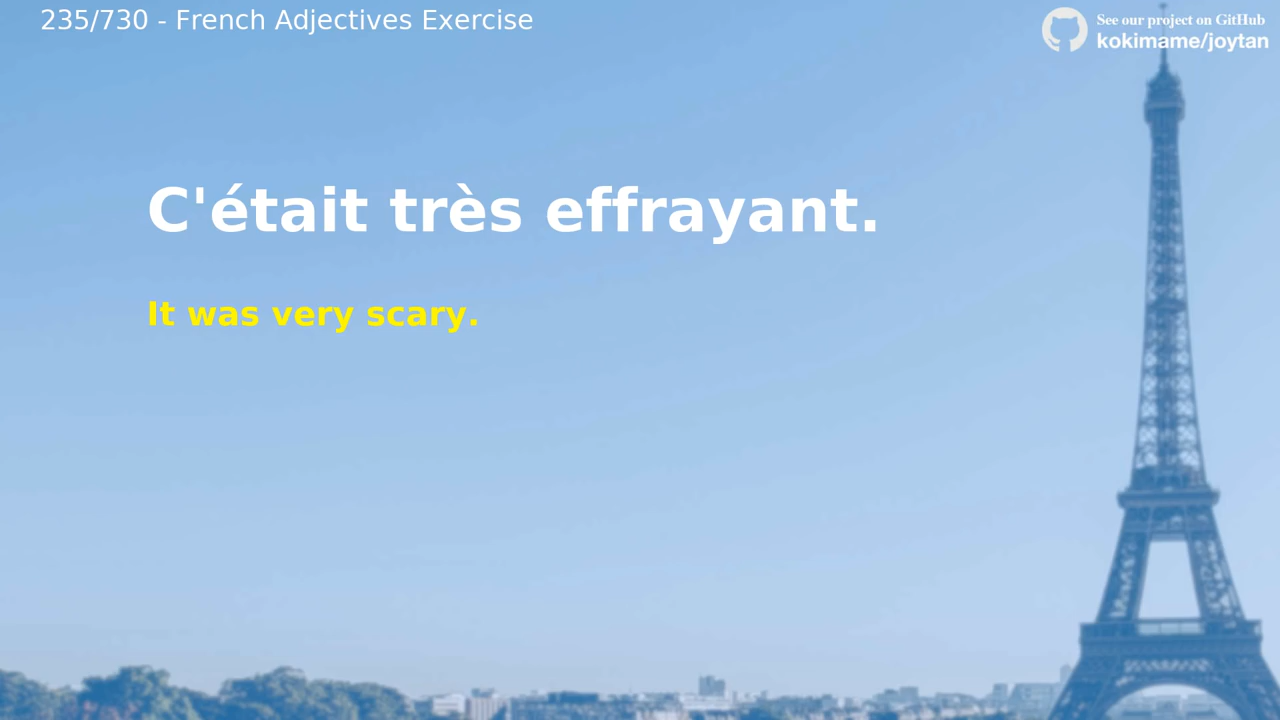 235/730 - French Adjectives Exercise
See our project on GitHub
kokimame/joytan
C'était très effrayant.
It was very scary.